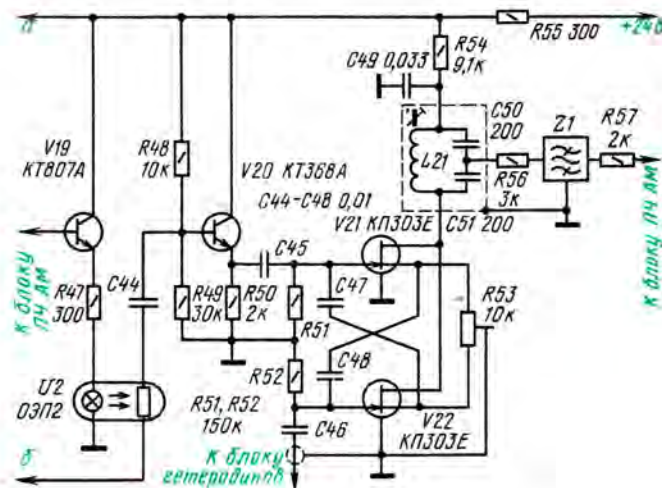 а
R55 300
+24В
C49 0,033
R54
9,1к
V19
КТ807А
R48
10к
V20 КТ368А
C44–C48 0,01
C50
200
L21
Z1
R57
2к
R56
3к
V21 КП303Е
C51 200
К блоку
ПЧ АМ
R47
300
C44
R49
30к
R50
2к
C45
R51
C47
R53
10к
К блоку ПЧ АМ
R52
C48
U2
ОЭП2
R51, R52
150к
C46
V22
КП303Е
б
К блоку
гетеродинов